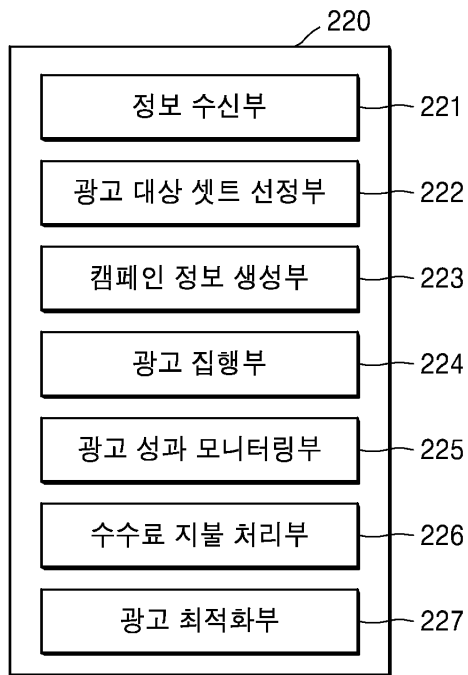 220
정보 수신부 221
광고 대상 셋트 선정부 222
캠페인 정보 생성부 223
광고 집행부 224
광고 성과 모니터링부 225
수수료 지불 처리부 226
광고 최적화부 227